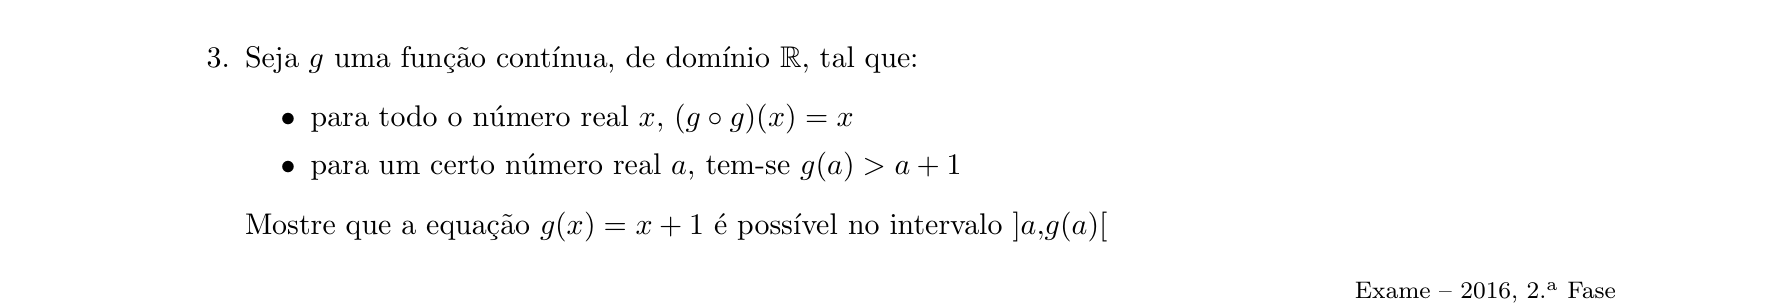 3. Seja g uma função contínua, de domínio ℝ, tal que:
• para todo o número real x, (g ∘ g)(x) = x
• para um certo número real a, tem-se g(a) > a + 1
Mostre que a equação g(x) = x + 1 é possível no intervalo ]a,g(a)[
Exame – 2016, 2.ª Fase